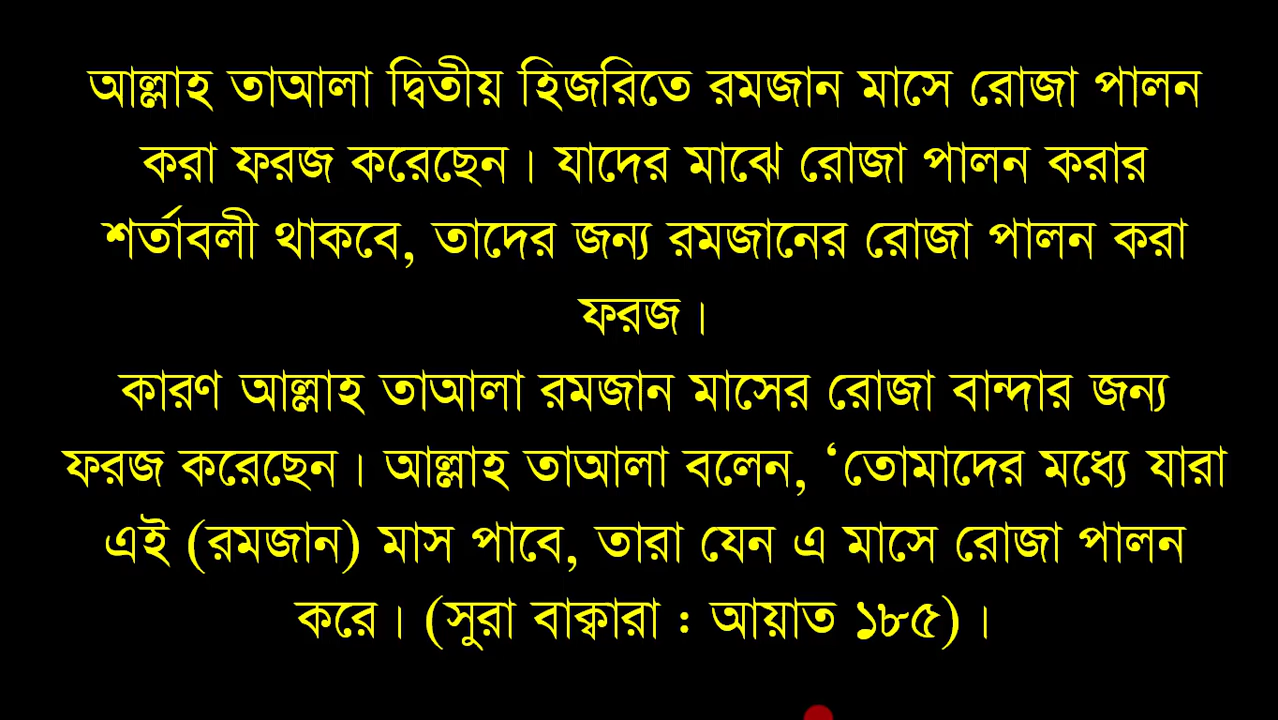 আল্লাহ তাআলা দ্বিতীয় হিজরিতে রমজান মাসে রোজা পালন
করা ফরজ করেছেন। যাদের মাঝে রোজা পালন করার
শর্তাবলী থাকবে, তাদের জন্য রমজানের রোজা পালন করা
ফরজ।
কারণ আল্লাহ তাআলা রমজান মাসের রোজা বান্দার জন্য
ফরজ করেছেন। আল্লাহ তাআলা বলেন, ‘তোমাদের মধ্যে যারা
এই (রমজান) মাস পাবে, তারা যেন এ মাসে রোজা পালন
করে। (সুরা বাক্বারা : আয়াত ১৮৫)।